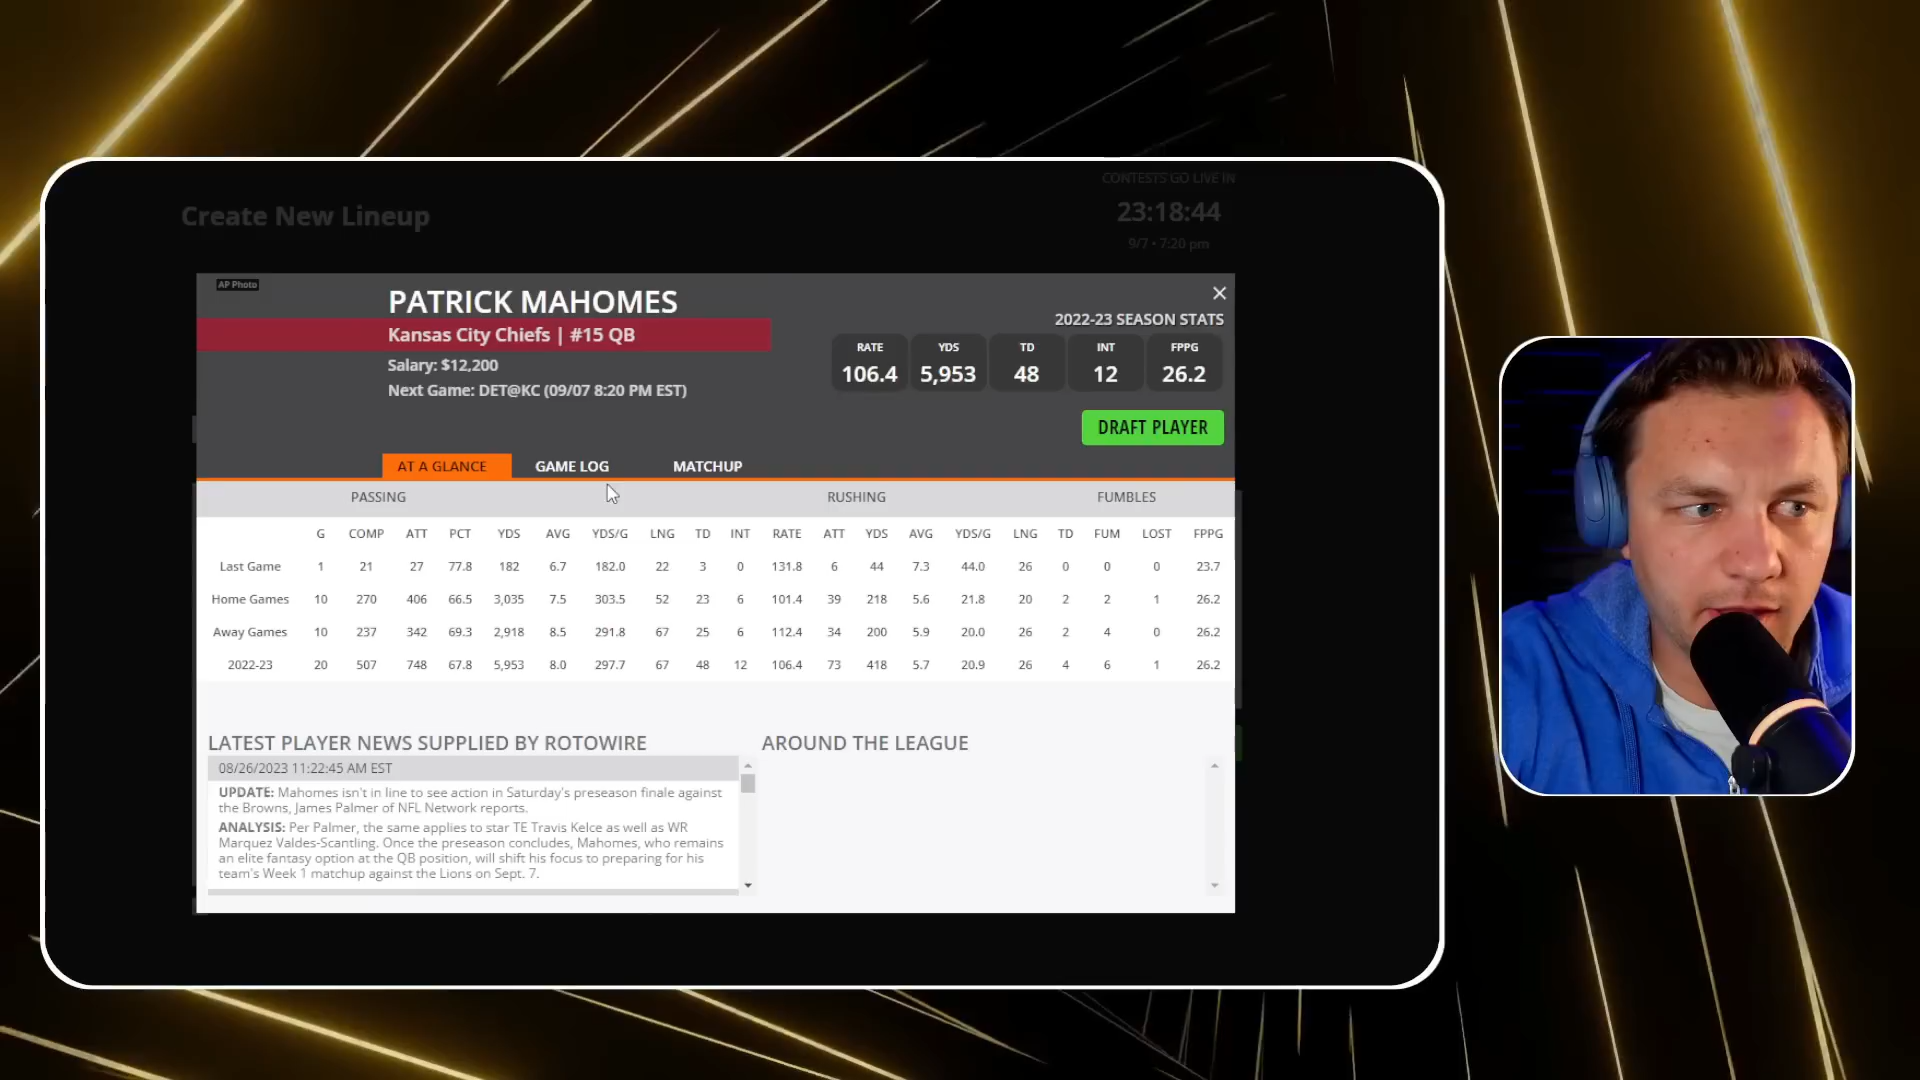 CONTESTS GO LIVE IN
Create New Lineup
23:18:44
9/7 • 7:20 pm
AP Photo
PATRICK MAHOMES
Kansas City Chiefs | #15 QB
Salary: $12,200
Next Game: DET@KC (09/07 8:20 PM EST)
2022-23 SEASON STATS
RATE YDS TD INT FPPG
106.4 5,953 48 12 26.2
DRAFT PLAYER
AT A GLANCE GAME LOG MATCHUP
PASSING RUSHING FUMBLES
G COMP ATT PCT YDS AVG YDS/G LNG TD INT RATE ATT YDS AVG YDS/G LNG TD FUM LOST FPPG
Last Game 1 21 27 77.8 182 6.7 182.0 22 3 0 131.8 6 44 7.3 44.0 26 0 0 0 23.7
Home Games 10 270 406 66.5 3,035 7.5 303.5 52 23 6 101.4 39 218 5.6 21.8 20 2 2 1 26.2
Away Games 10 237 342 69.3 2,918 8.5 291.8 67 25 6 112.4 34 200 5.9 20.0 26 2 4 0 26.2
2022-23 20 507 748 67.8 5,953 8.0 297.7 67 48 12 106.4 73 418 5.7 20.9 26 4 6 1 26.2
LATEST PLAYER NEWS SUPPLIED BY ROTOWIRE
08/26/2023 11:22:45 AM EST
UPDATE: Mahomes isn't in line to see action in Saturday's preseason finale against
the Browns, James Palmer of NFL Network reports.
ANALYSIS: Per Palmer, the same applies to star TE Travis Kelce as well as WR
Marquez Valdes-Scantling. Once the preseason concludes, Mahomes, who remains
an elite fantasy option at the QB position, will shift his focus to preparing for his
team's Week 1 matchup against the Lions on Sept. 7.
AROUND THE LEAGUE